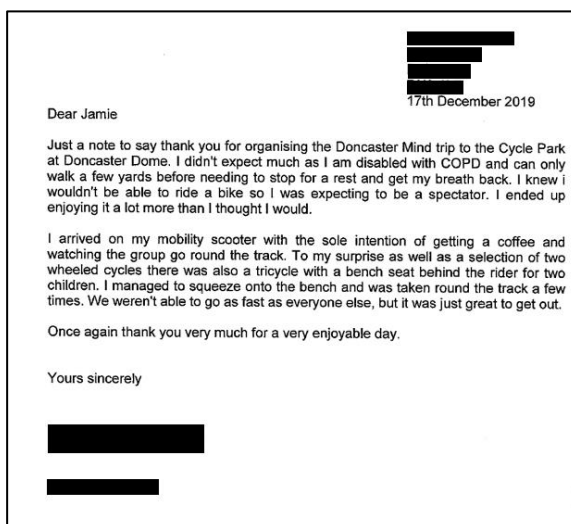 17th December 2019
Dear Jamie
Just a note to say thank you for organising the Doncaster Mind trip to the Cycle Park
at Doncaster Dome. I didn't expect much as I am disabled with COPD and can only
walk a few yards before needing to stop for a rest and get my breath back. I knew i
wouldn't be able to ride a bike so I was expecting to be a spectator. I ended up
enjoying it a lot more than I thought I would.
I arrived on my mobility scooter with the sole intention of getting a coffee and
watching the group go round the track. To my surprise as well as a selection of two
wheeled cycles there was also a tricycle with a bench seat behind the rider for two
children. I managed to squeeze onto the bench and was taken round the track a few
times. We weren't able to go as fast as everyone else, but it was just great to get out.
Once again thank you very much for a very enjoyable day.
Yours sincerely